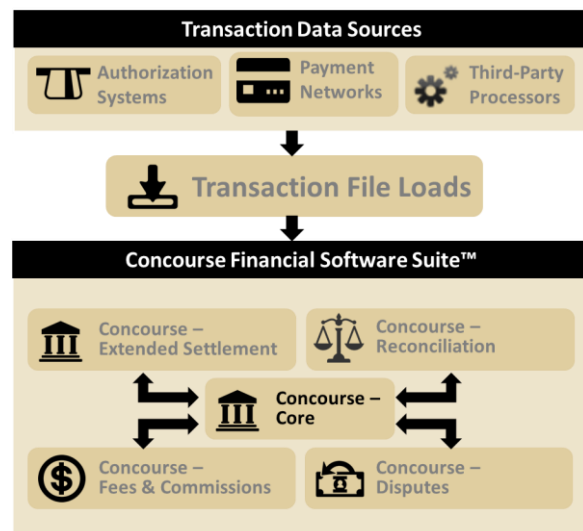 Transaction Data Sources
Authorization
Systems
Payment
Networks
Third-Party
Processors
Transaction File Loads
Concourse Financial Software Suite™
Concourse –
Extended Settlement
Concourse –
Reconciliation
Concourse –
Core
Concourse –
Fees & Commissions
Concourse –
Disputes